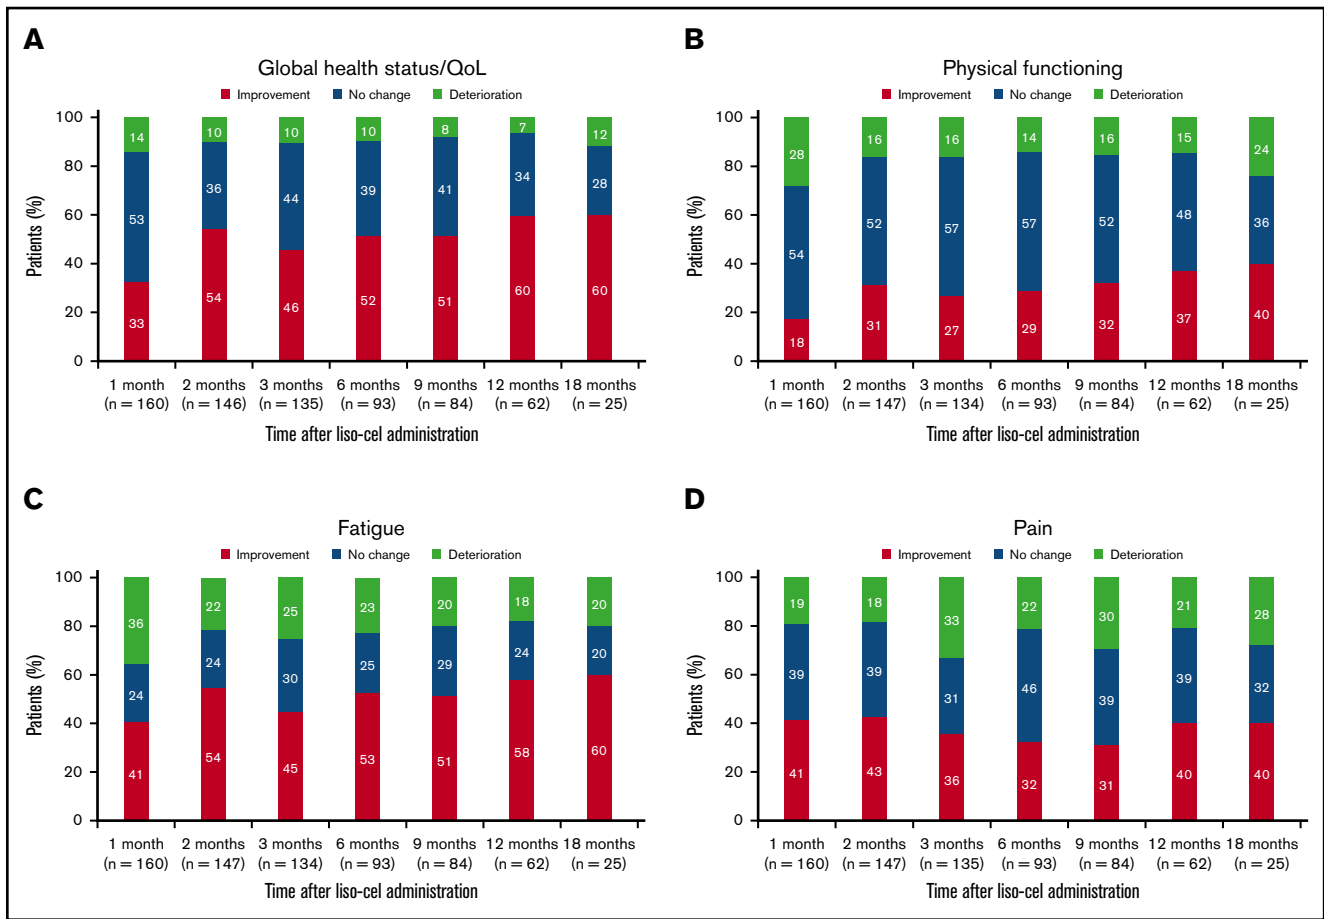 A
Global health status/QoL
Improvement No change Deterioration
Patients (%)
100
80
60
40
20
0
14 10 10 10 8 7 12
53 36 44 39 41 34 28
33 54 46 52 51 60 60
1 month 2 months 3 months 6 months 9 months 12 months 18 months
(n = 160) (n = 146) (n = 135) (n = 93) (n = 84) (n = 62) (n = 25)
Time after liso-cel administration
B
Physical functioning
Improvement No change Deterioration
Patients (%)
100
80
60
40
20
0
28 16 16 14 16 15 24
54 52 57 57 52 48 36
18 31 27 29 32 37 40
1 month 2 months 3 months 6 months 9 months 12 months 18 months
(n = 160) (n = 147) (n = 134) (n = 93) (n = 84) (n = 62) (n = 25)
Time after liso-cel administration
C
Fatigue
Improvement No change Deterioration
Patients (%)
100
80
60
40
20
0
36 22 25 23 20 18 20
24 24 30 25 29 24 20
41 54 45 53 51 58 60
1 month 2 months 3 months 6 months 9 months 12 months 18 months
(n = 160) (n = 147) (n = 134) (n = 93) (n = 84) (n = 62) (n = 25)
Time after liso-cel administration
D
Pain
Improvement No change Deterioration
Patients (%)
100
80
60
40
20
0
19 18 33 22 30 21 28
39 39 31 46 39 39 32
41 43 36 32 31 40 40
1 month 2 months 3 months 6 months 9 months 12 months 18 months
(n = 160) (n = 147) (n = 135) (n = 93) (n = 84) (n = 62) (n = 25)
Time after liso-cel administration